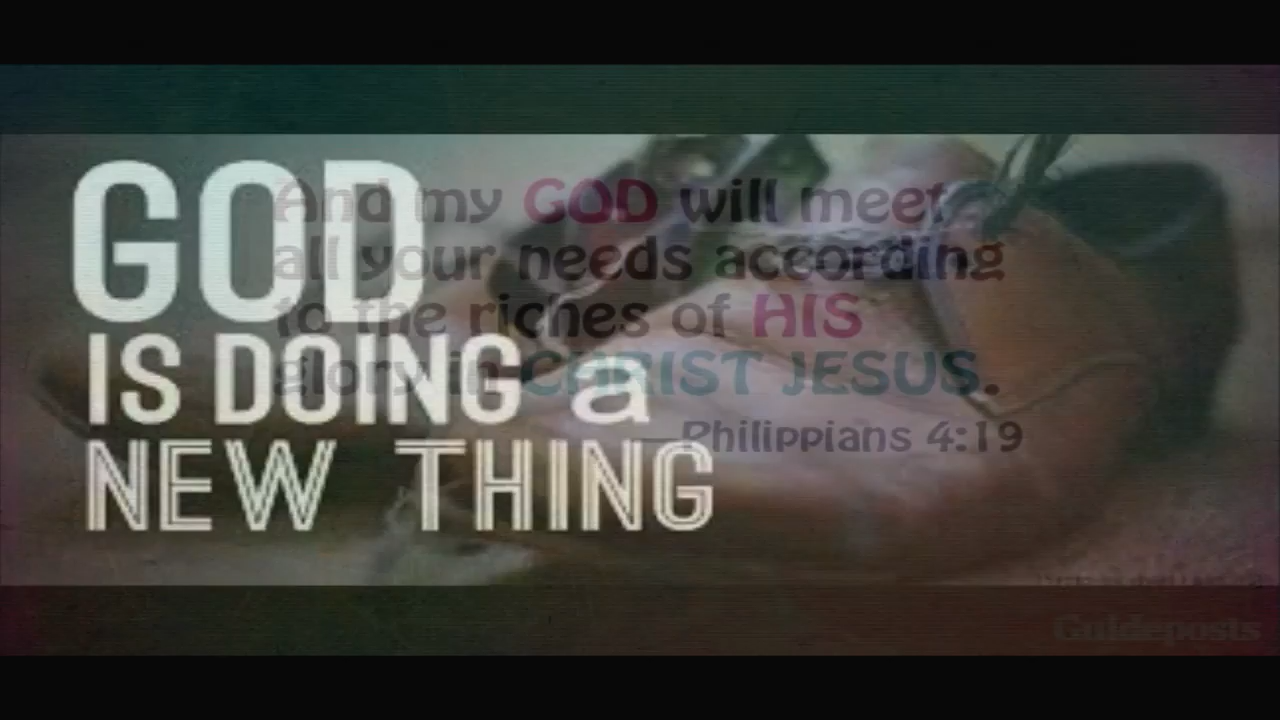 GOD
IS DOING a
NEW THING
And my GOD will meet
all your needs according
to the riches of HIS
glory in CHRIST JESUS.
—Philippians 4:19
Guideposts